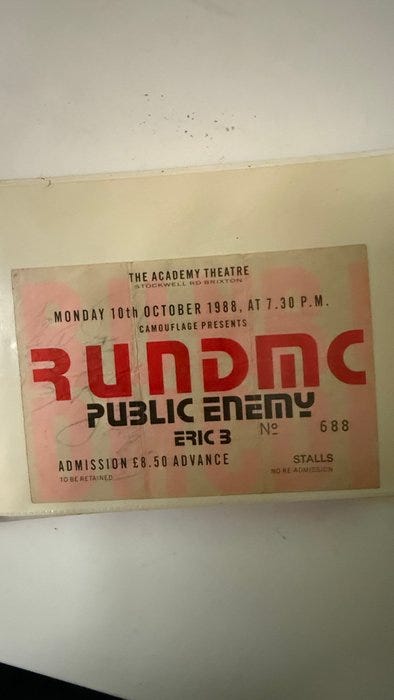 THE ACADEMY THEATRE
STOCKWELL RD BRIXTON
MONDAY 10th OCTOBER 1988, AT 7.30 P.M.
CAMOUFLAGE PRESENTS
RUNDMC
PUBLIC ENEMY
ERIC B
Nº 688
ADMISSION £8.50 ADVANCE
STALLS
TO BE RETAINED
NO RE-ADMISSION